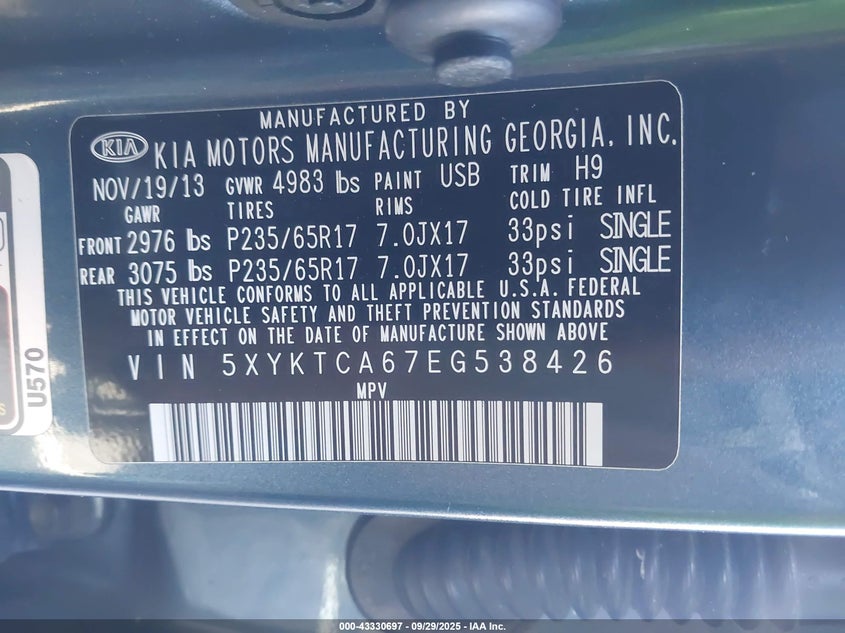 MANUFACTURED BY
KIA KIA MOTORS MANUFACTURING GEORGIA, INC.
NOV/19/13 GVWR 4983 lbs PAINT USB TRIM H9
GAWR TIRES RIMS COLD TIRE INFL
FRONT 2976 lbs P235/65R17 7.0JX17 33psi SINGLE
REAR 3075 lbs P235/65R17 7.0JX17 33psi SINGLE
THIS VEHICLE CONFORMS TO ALL APPLICABLE U.S.A. FEDERAL
MOTOR VEHICLE SAFETY AND THEFT PREVENTION STANDARDS
IN EFFECT ON THE DATE OF MANUFACTURE SHOWN ABOVE
VIN 5XYKTCA67EG538426
MPV
U570
000-43330697 - 09/29/2025 - IAA Inc.